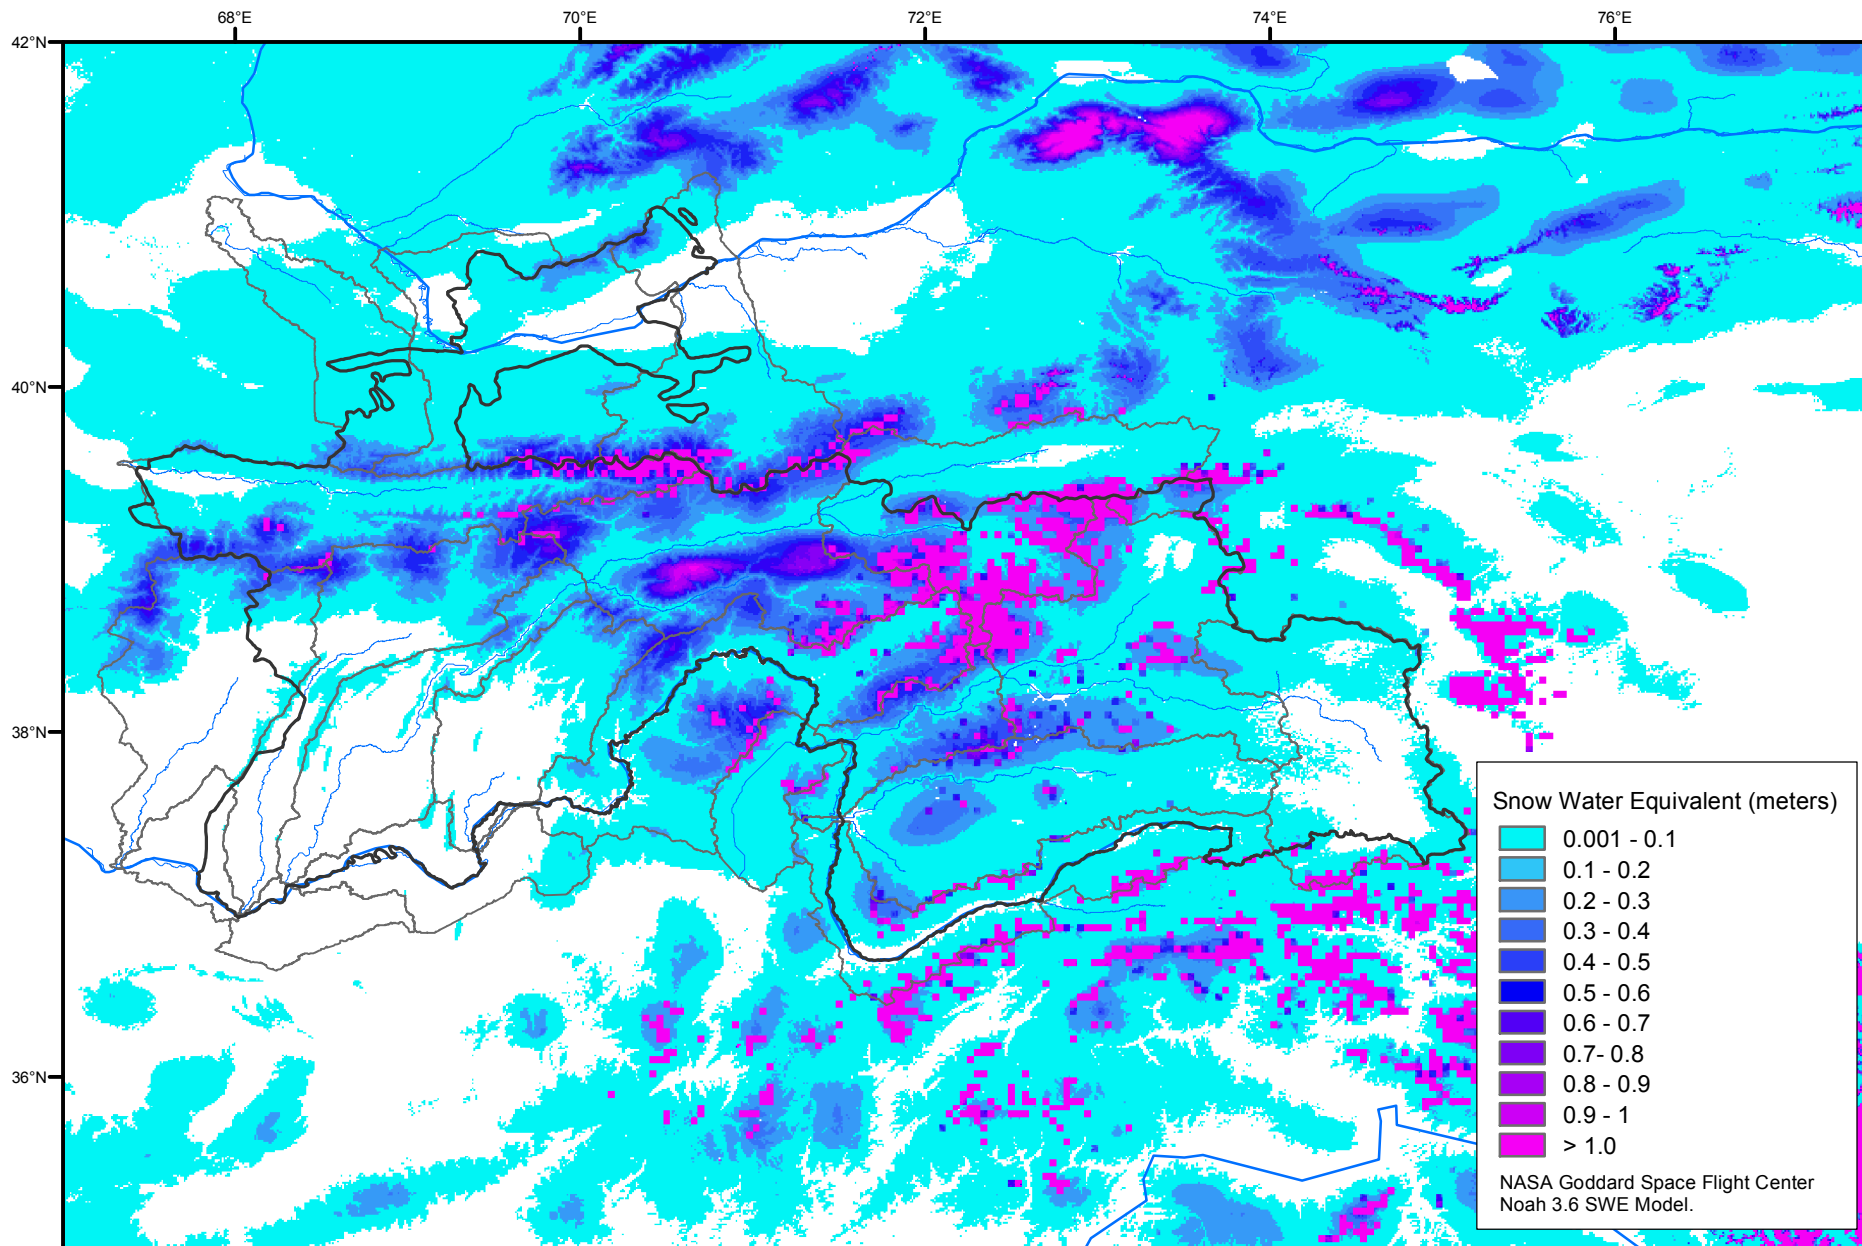 68°E
70°E
72°E
74°E
76°E
42°N
40°N
38°N
36°N
Snow Water Equivalent (meters)
0.001 - 0.1
0.1 - 0.2
0.2 - 0.3
0.3 - 0.4
0.4 - 0.5
0.5 - 0.6
0.6 - 0.7
0.7- 0.8
0.8 - 0.9
0.9 - 1
> 1.0
NASA Goddard Space Flight Center
Noah 3.6 SWE Model.